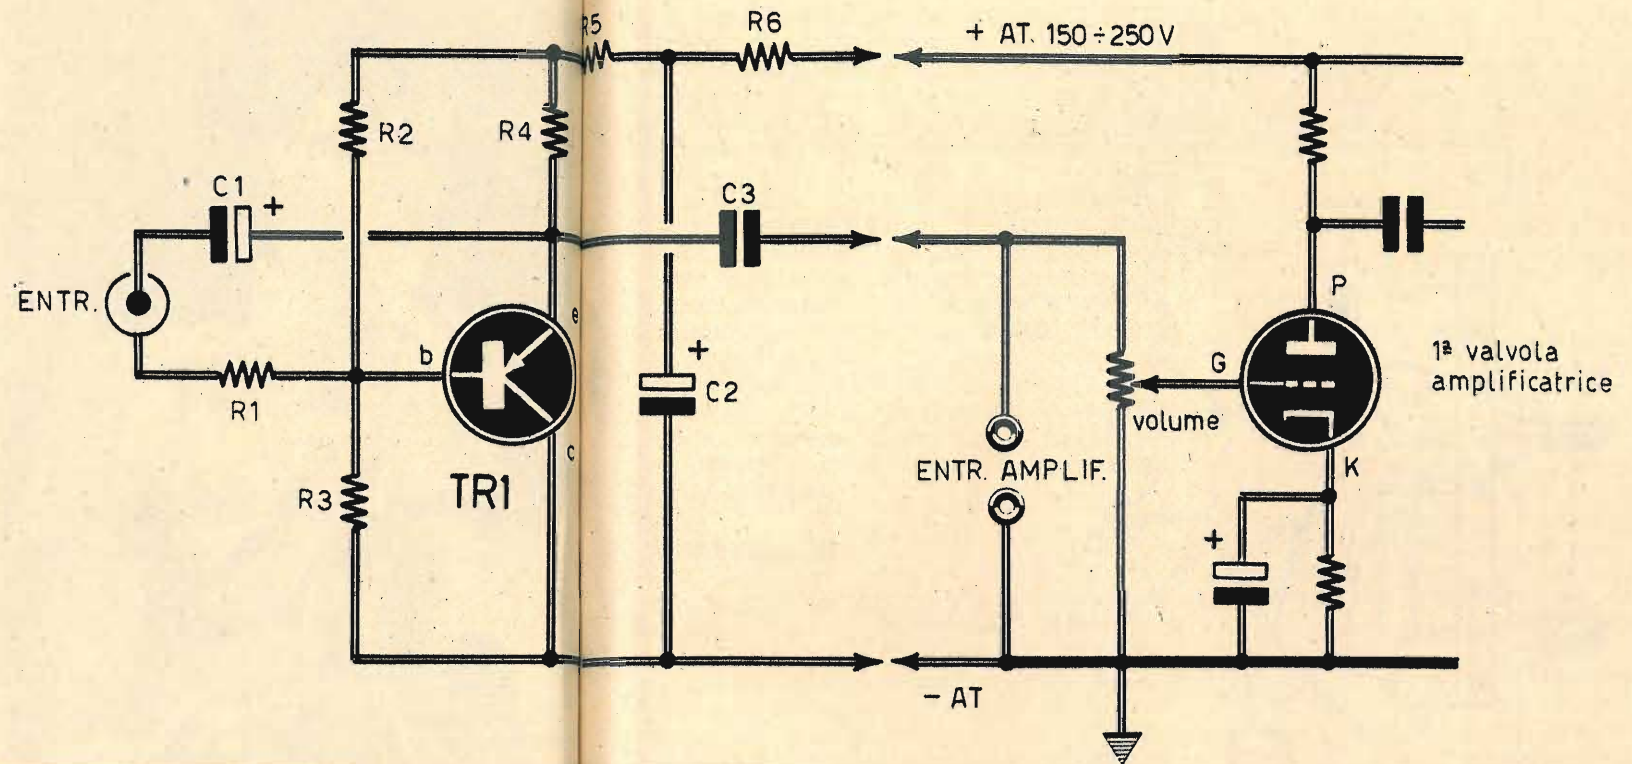 R5
R6
+ AT. 150÷250V
R2
R4
C1
+
C3
ENTR.
e
b
P
+
C2
G
1ª valvola
amplificatrice
R1
volume
c
K
ENTR. AMPLIF.
R3
TR1
+
- AT